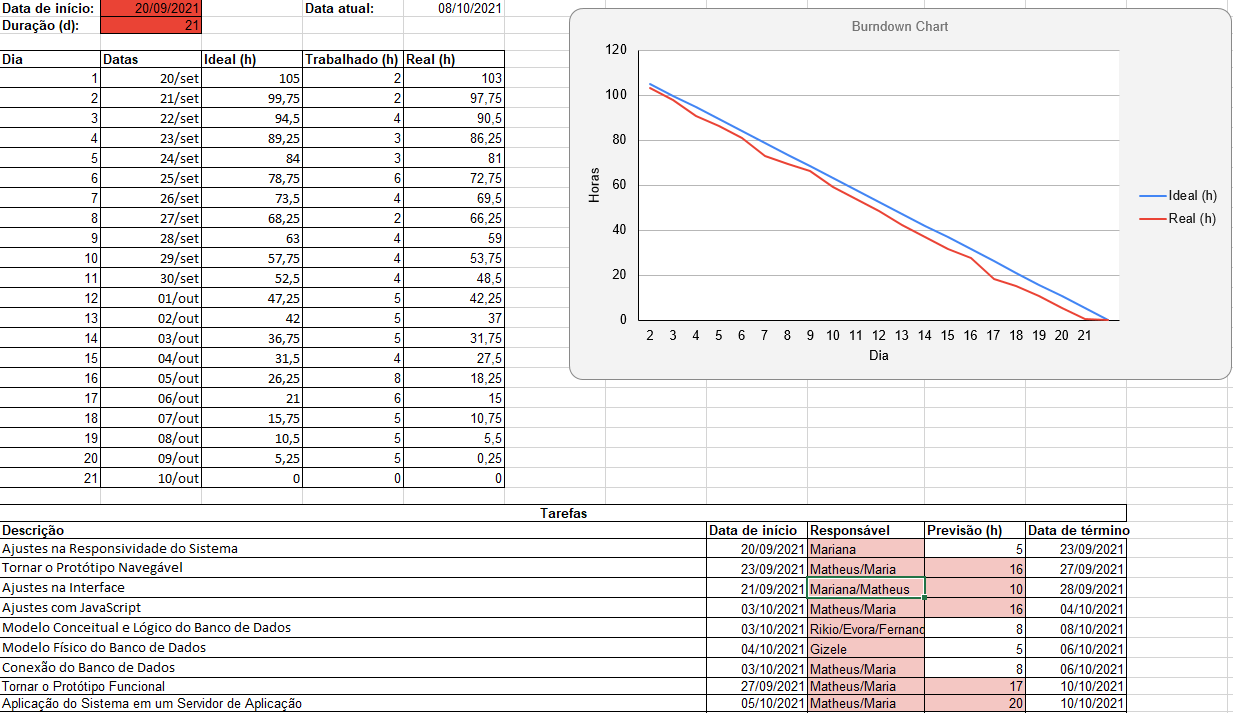 Data de início: 20/09/2021 Data atual: 08/10/2021
Duração (d): 21
Dia Datas Ideal (h) Trabalhado (h) Real (h)
1 20/set 105 2 103
2 21/set 99,75 2 97,75
3 22/set 94,5 4 90,5
4 23/set 89,25 3 86,25
5 24/set 84 3 81
6 25/set 78,75 6 72,75
7 26/set 73,5 4 69,5
8 27/set 68,25 2 66,25
9 28/set 63 4 59
10 29/set 57,75 4 53,75
11 30/set 52,5 4 48,5
12 01/out 47,25 5 42,25
13 02/out 42 5 37
14 03/out 36,75 5 31,75
15 04/out 31,5 4 27,5
16 05/out 26,25 8 18,25
17 06/out 21 6 15
18 07/out 15,75 5 10,75
19 08/out 10,5 5 5,5
20 09/out 5,25 5 0,25
21 10/out 0 0 0
Burndown Chart
120
100
80
60
40
20
0
Horas
2 3 4 5 6 7 8 9 10 11 12 13 14 15 16 17 18 19 20 21
Dia
Ideal (h)
Real (h)
Tarefas
Descrição Data de início Responsável Previsão (h) Data de término
Ajustes na Responsividade do Sistema 20/09/2021 Mariana 5 23/09/2021
Tornar o Protótipo Navegável 23/09/2021 Matheus/Maria 16 27/09/2021
Ajustes na Interface 21/09/2021 Mariana/Matheus 10 28/09/2021
Ajustes com JavaScript 03/10/2021 Matheus/Maria 16 04/10/2021
Modelo Conceitual e Lógico do Banco de Dados 03/10/2021 Rikio/Evora/Fernand 8 08/10/2021
Modelo Físico do Banco de Dados 04/10/2021 Gizele 5 06/10/2021
Conexão do Banco de Dados 03/10/2021 Matheus/Maria 8 06/10/2021
Tornar o Protótipo Funcional 27/09/2021 Matheus/Maria 17 10/10/2021
Aplicação do Sistema em um Servidor de Aplicação 05/10/2021 Matheus/Maria 20 10/10/2021